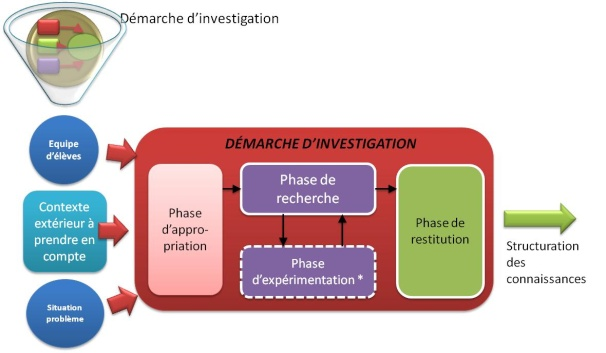 Démarche d’investigation
DÉMARCHE D’INVESTIGATION
Equipe
d’élèves
Contexte
extérieur à
prendre en
compte
Situation
problème
Phase
d’appro-
priation
Phase de
recherche
Phase
d’expérimentation *
Phase de
restitution
Structuration
des
connaissances